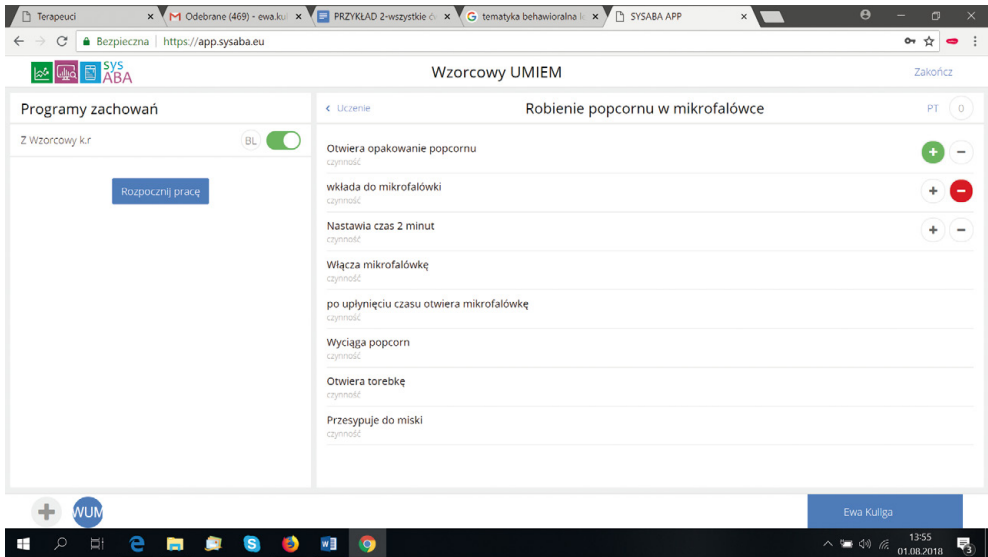 Terapeuci
Odebrane (469) - ewa.kul
PRZYKŁAD 2-wszystkie ćw
tematyka behawioralna
SYSABA APP
Bezpieczna | https://app.sysaba.eu
sys
ABA
Wzorcowy UMIEM
Zakończ
Programy zachowań
Uczenie
Robienie popcornu w mikrofalówce
PT 0
Z Wzorcowy k.r
BL
Rozpocznij pracę
Otwiera opakowanie popcornu
czynność
wkłada do mikrofalówki
czynność
Nastawia czas 2 minut
czynność
Włącza mikrofalówkę
czynność
po upłynięciu czasu otwiera mikrofalówkę
czynność
Wyciąga popcorn
czynność
Otwiera torebkę
czynność
Przesypuje do miski
czynność
WUM
Ewa Kuliga
13:55
01.08.2018
3